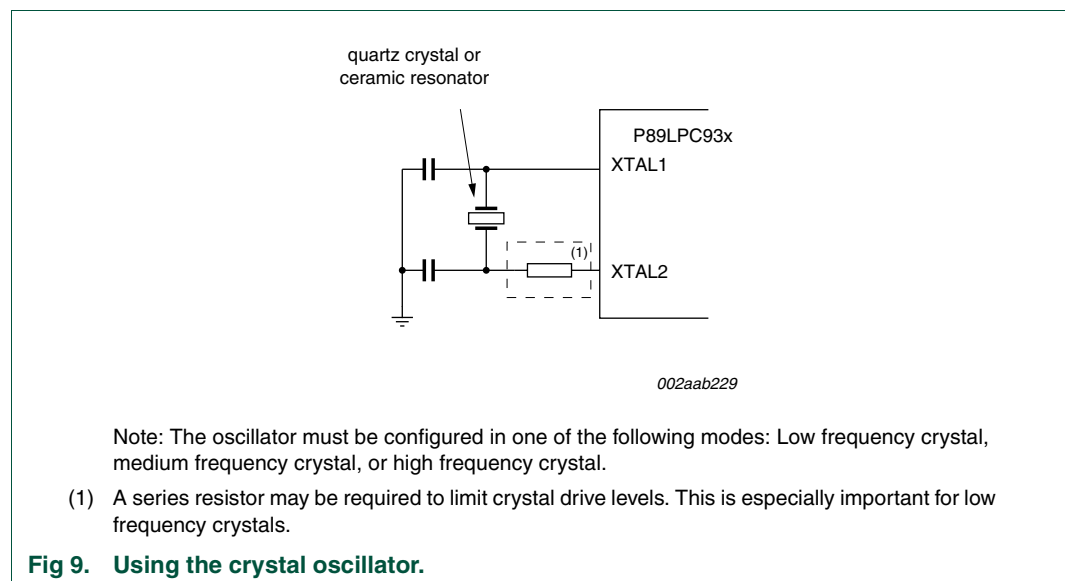 quartz crystal or
ceramic resonator
P89LPC93x
XTAL1
(1)
XTAL2
002aab229
Note: The oscillator must be configured in one of the following modes: Low frequency crystal,
medium frequency crystal, or high frequency crystal.
(1) A series resistor may be required to limit crystal drive levels. This is especially important for low
frequency crystals.
Fig 9. Using the crystal oscillator.